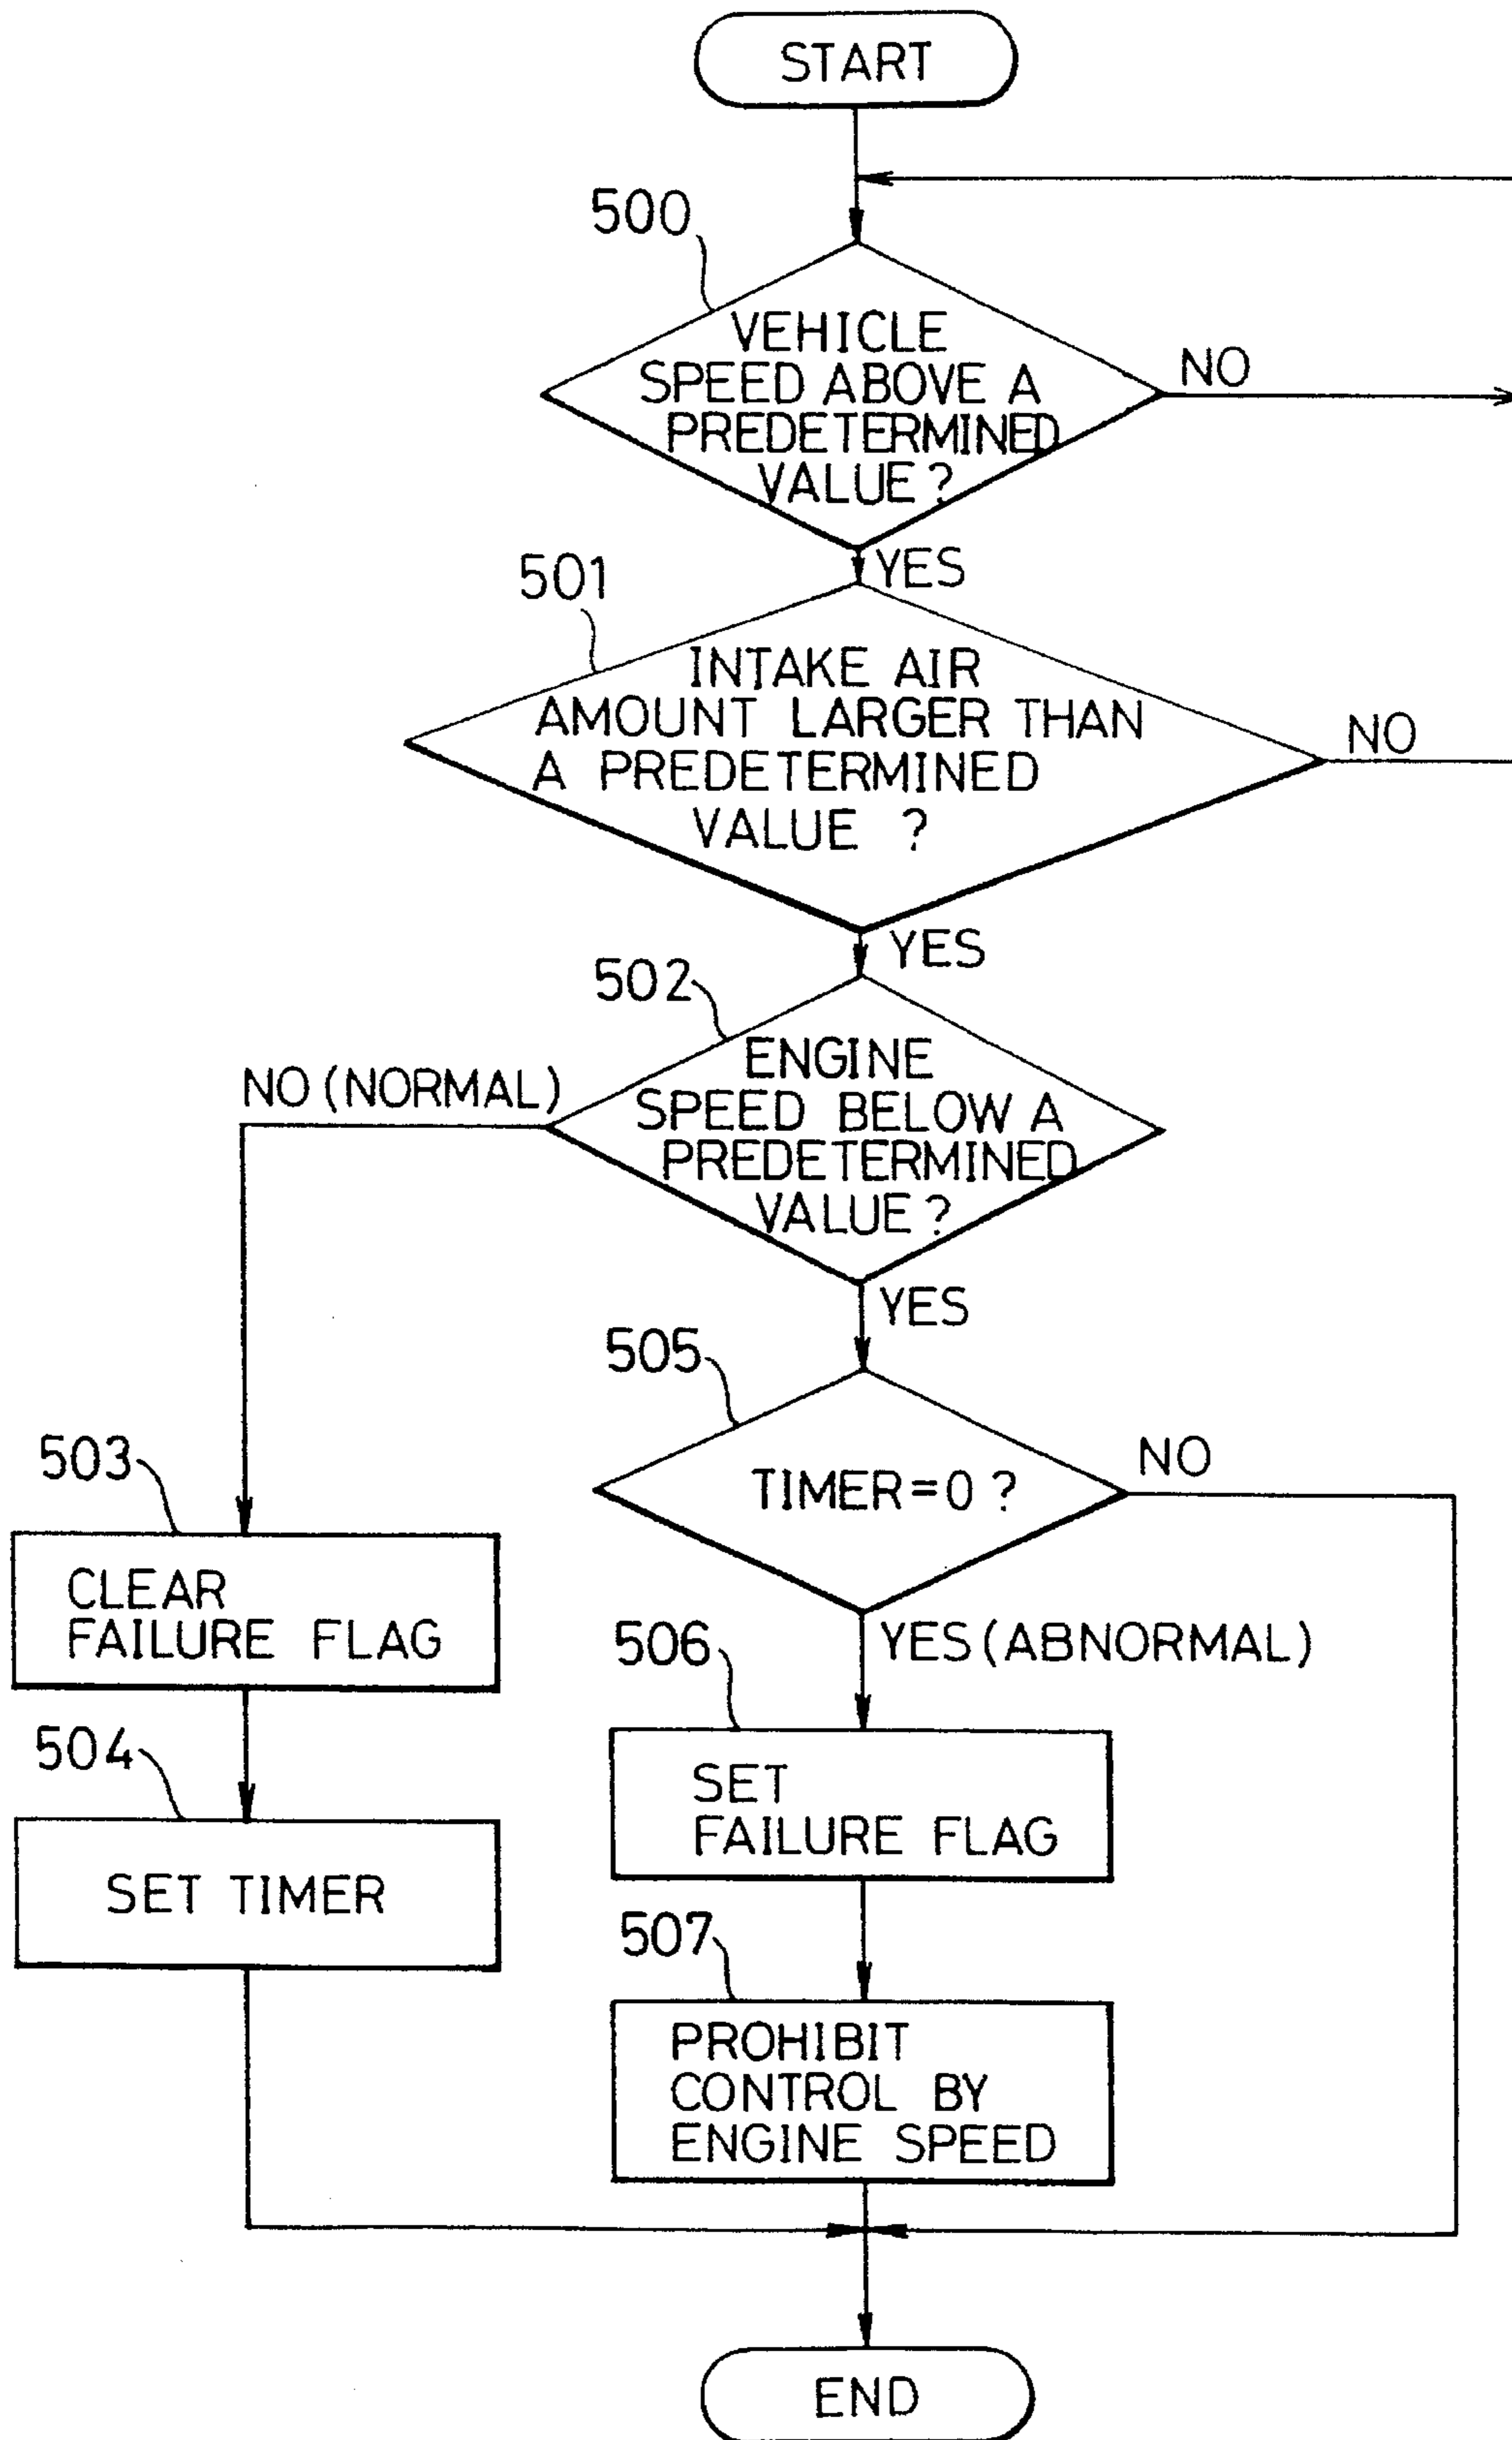 START
500
VEHICLE
SPEED ABOVE A
PREDETERMINED
VALUE?
NO
YES
501
INTAKE AIR
AMOUNT LARGER THAN
A PREDETERMINED
VALUE ?
NO
YES
502
ENGINE
SPEED BELOW A
PREDETERMINED
VALUE?
NO (NORMAL)
YES
505
TIMER=0 ?
NO
YES (ABNORMAL)
503
CLEAR
FAILURE FLAG
504
SET TIMER
506
SET
FAILURE FLAG
507
PROHIBIT
CONTROL BY
ENGINE SPEED
END